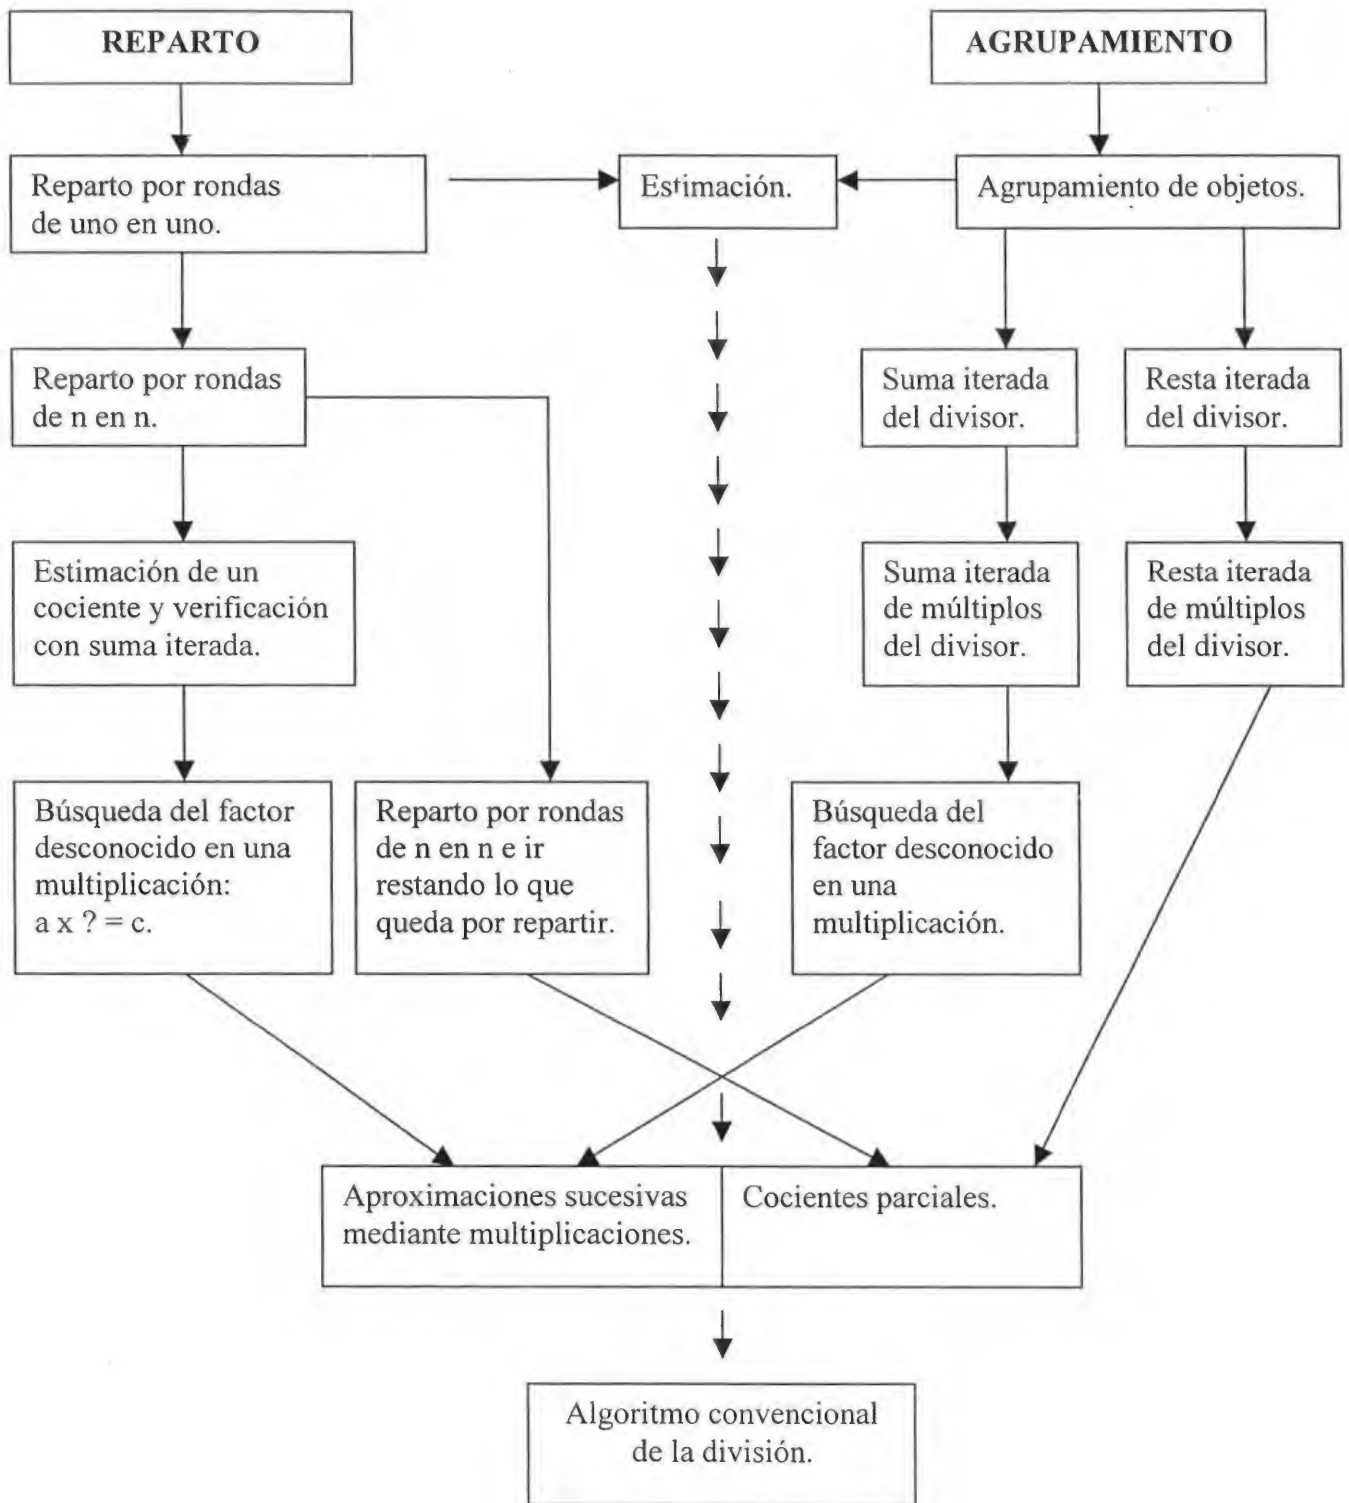 REPARTO
AGRUPAMIENTO
Reparto por rondas
de uno en uno.
Estimación.
Agrupamiento de objetos.
Reparto por rondas
de n en n.
Suma iterada
del divisor.
Resta iterada
del divisor.
Estimación de un
cociente y verificación
con suma iterada.
Suma iterada
de múltiplos
del divisor.
Resta iterada
de múltiplos
del divisor.
Búsqueda del factor
desconocido en una
multiplicación:
a x ? = c.
Reparto por rondas
de n en n e ir
restando lo que
queda por repartir.
Búsqueda del
factor desconocido
en una
multiplicación.
Aproximaciones sucesivas
mediante multiplicaciones.
Cocientes parciales.
Algoritmo convencional
de la división.